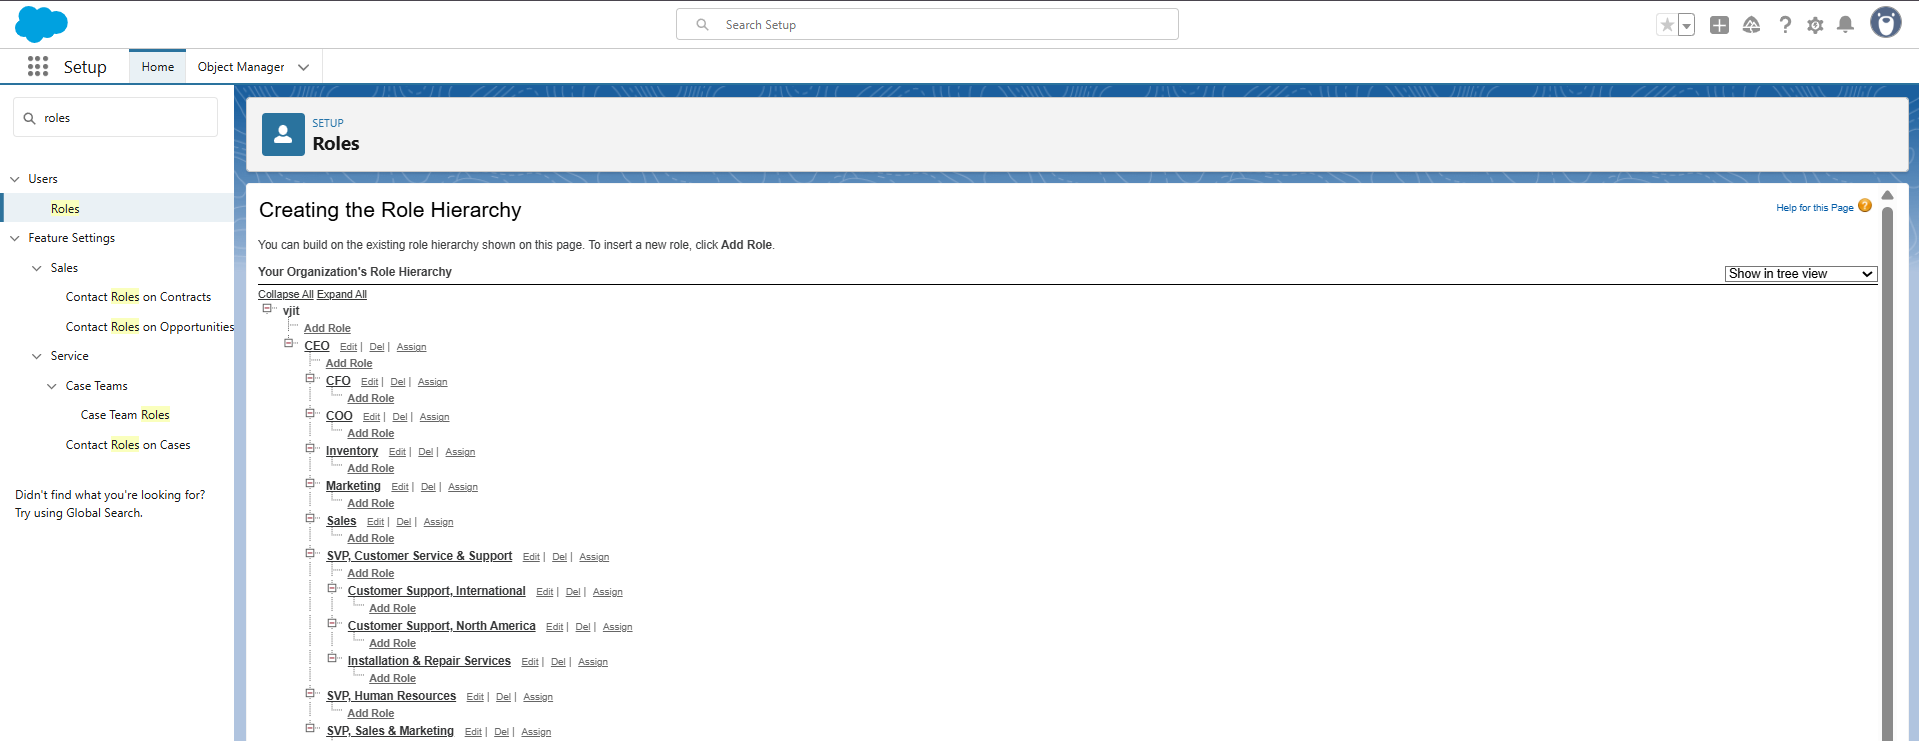 Search Setup
Setup
Home
Object Manager
roles
Users
Roles
Feature Settings
Sales
Contact Roles on Contracts
Contact Roles on Opportunities
Service
Case Teams
Case Team Roles
Contact Roles on Cases
Didn't find what you're looking for?
Try using Global Search.
SETUP
Roles
Creating the Role Hierarchy
Help for this Page ?
You can build on the existing role hierarchy shown on this page. To insert a new role, click Add Role.
Your Organization's Role Hierarchy
Show in tree view
Collapse All Expand All
vjit
Add Role
CEO Edit | Del | Assign
Add Role
CFO Edit | Del | Assign
Add Role
COO Edit | Del | Assign
Add Role
Inventory Edit | Del | Assign
Add Role
Marketing Edit | Del | Assign
Add Role
Sales Edit | Del | Assign
Add Role
SVP, Customer Service & Support Edit | Del | Assign
Add Role
Customer Support, International Edit | Del | Assign
Add Role
Customer Support, North America Edit | Del | Assign
Add Role
Installation & Repair Services Edit | Del | Assign
Add Role
SVP, Human Resources Edit | Del | Assign
Add Role
SVP, Sales & Marketing Edit | Del | Assign